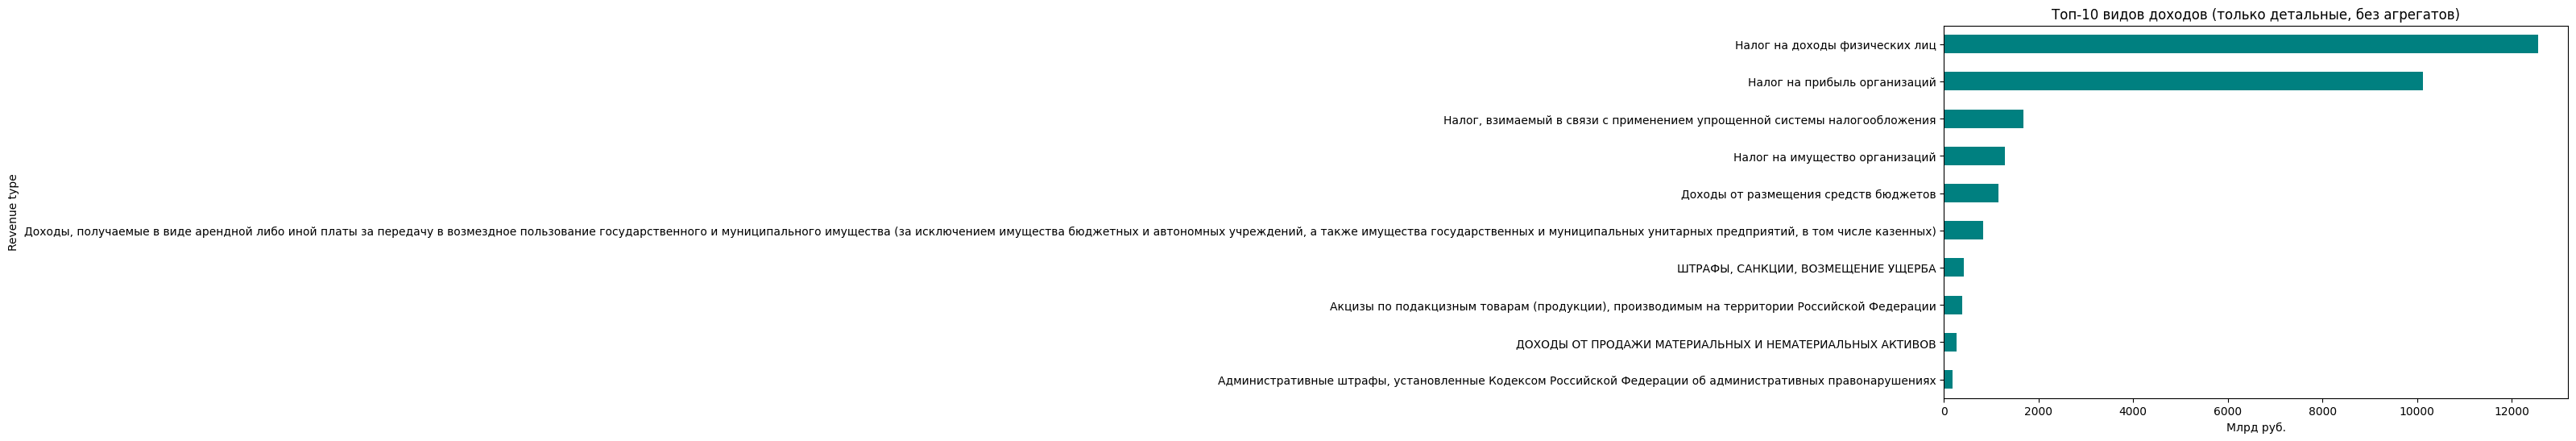 Топ-10 видов доходов (только детальные, без агрегатов)
Revenue type
Налог на доходы физических лиц
Налог на прибыль организаций
Налог, взимаемый в связи с применением упрощенной системы налогообложения
Налог на имущество организаций
Доходы от размещения средств бюджетов
Доходы, получаемые в виде арендной либо иной платы за передачу в возмездное пользование государственного и муниципального имущества (за исключением имущества бюджетных и автономных учреждений, а также имущества государственных и муниципальных унитарных предприятий, в том числе казенных)
ШТРАФЫ, САНКЦИИ, ВОЗМЕЩЕНИЕ УЩЕРБА
Акцизы по подакцизным товарам (продукции), производимым на территории Российской Федерации
ДОХОДЫ ОТ ПРОДАЖИ МАТЕРИАЛЬНЫХ И НЕМАТЕРИАЛЬНЫХ АКТИВОВ
Административные штрафы, установленные Кодексом Российской Федерации об административных правонарушениях
0 2000 4000 6000 8000 10000 12000
Млрд руб.